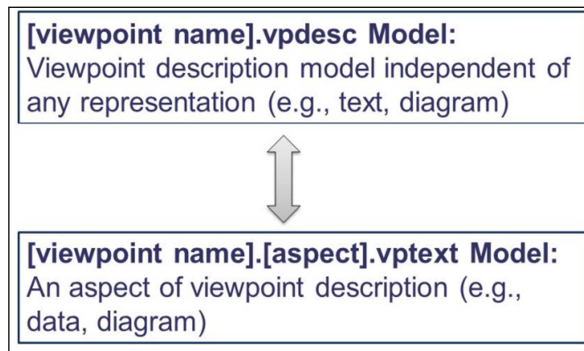 [viewpoint name].vpdesc Model:
Viewpoint description model independent of
any representation (e.g., text, diagram)
[viewpoint name].[aspect].vptext Model:
An aspect of viewpoint description (e.g.,
data, diagram)